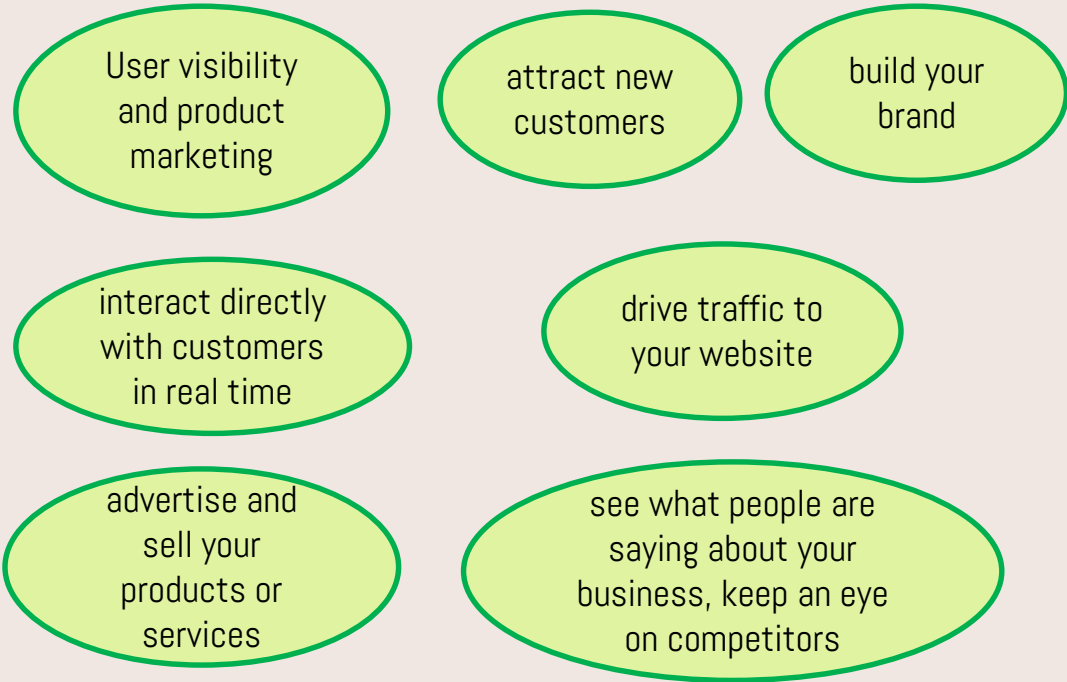 User visibility
and product
marketing
attract new
customers
build your
brand
interact directly
with customers
in real time
drive traffic to
your website
advertise and
sell your
products or
services
see what people are
saying about your
business, keep an eye
on competitors